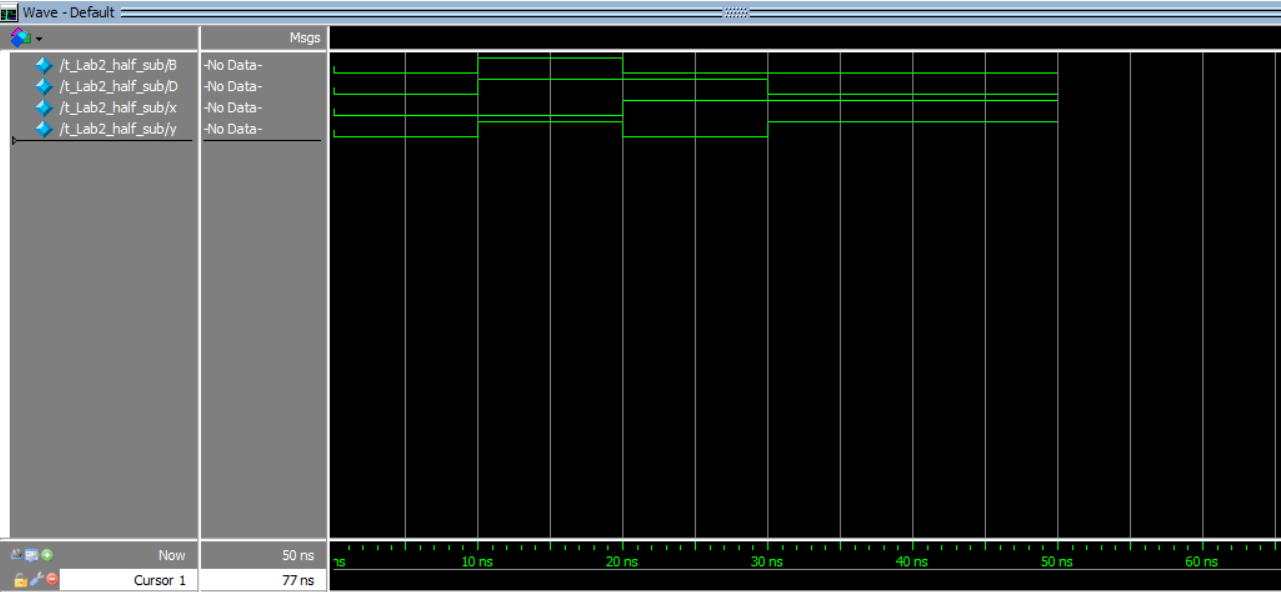 Wave - Default
Msgs
/t_Lab2_half_sub/B -No Data-
/t_Lab2_half_sub/D -No Data-
/t_Lab2_half_sub/x -No Data-
/t_Lab2_half_sub/y -No Data-
Now 50 ns
ns 10 ns 20 ns 30 ns 40 ns 50 ns 60 ns
Cursor 1 77 ns